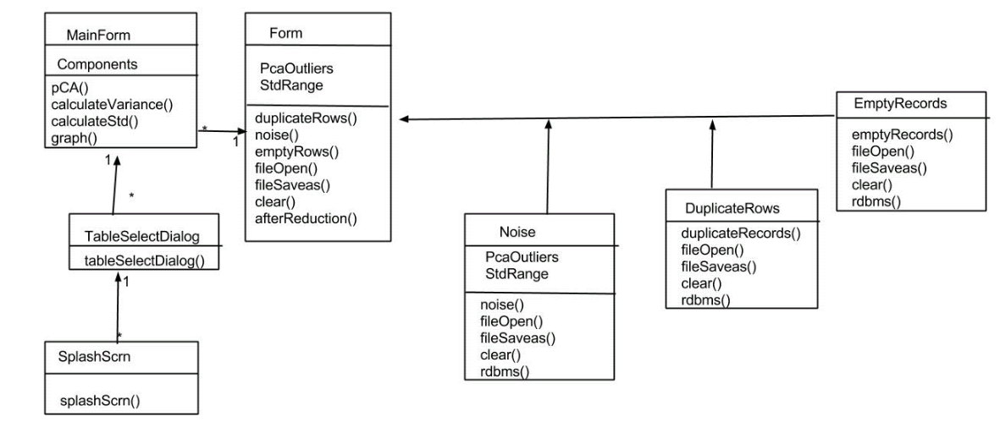 MainForm
Components
pCA()
calculateVariance()
calculateStd()
graph()
Form
PcaOutliers
StdRange
duplicateRows()
noise()
emptyRows()
fileOpen()
fileSaveas()
clear()
afterReduction()
*
1
1
*
TableSelectDialog
tableSelectDialog()
1
*
SplashScrn
splashScrn()
Noise
PcaOutliers
StdRange
noise()
fileOpen()
fileSaveas()
clear()
rdbms()
DuplicateRows
duplicateRecords()
fileOpen()
fileSaveas()
clear()
rdbms()
EmptyRecords
emptyRecords()
fileOpen()
fileSaveas()
clear()
rdbms()